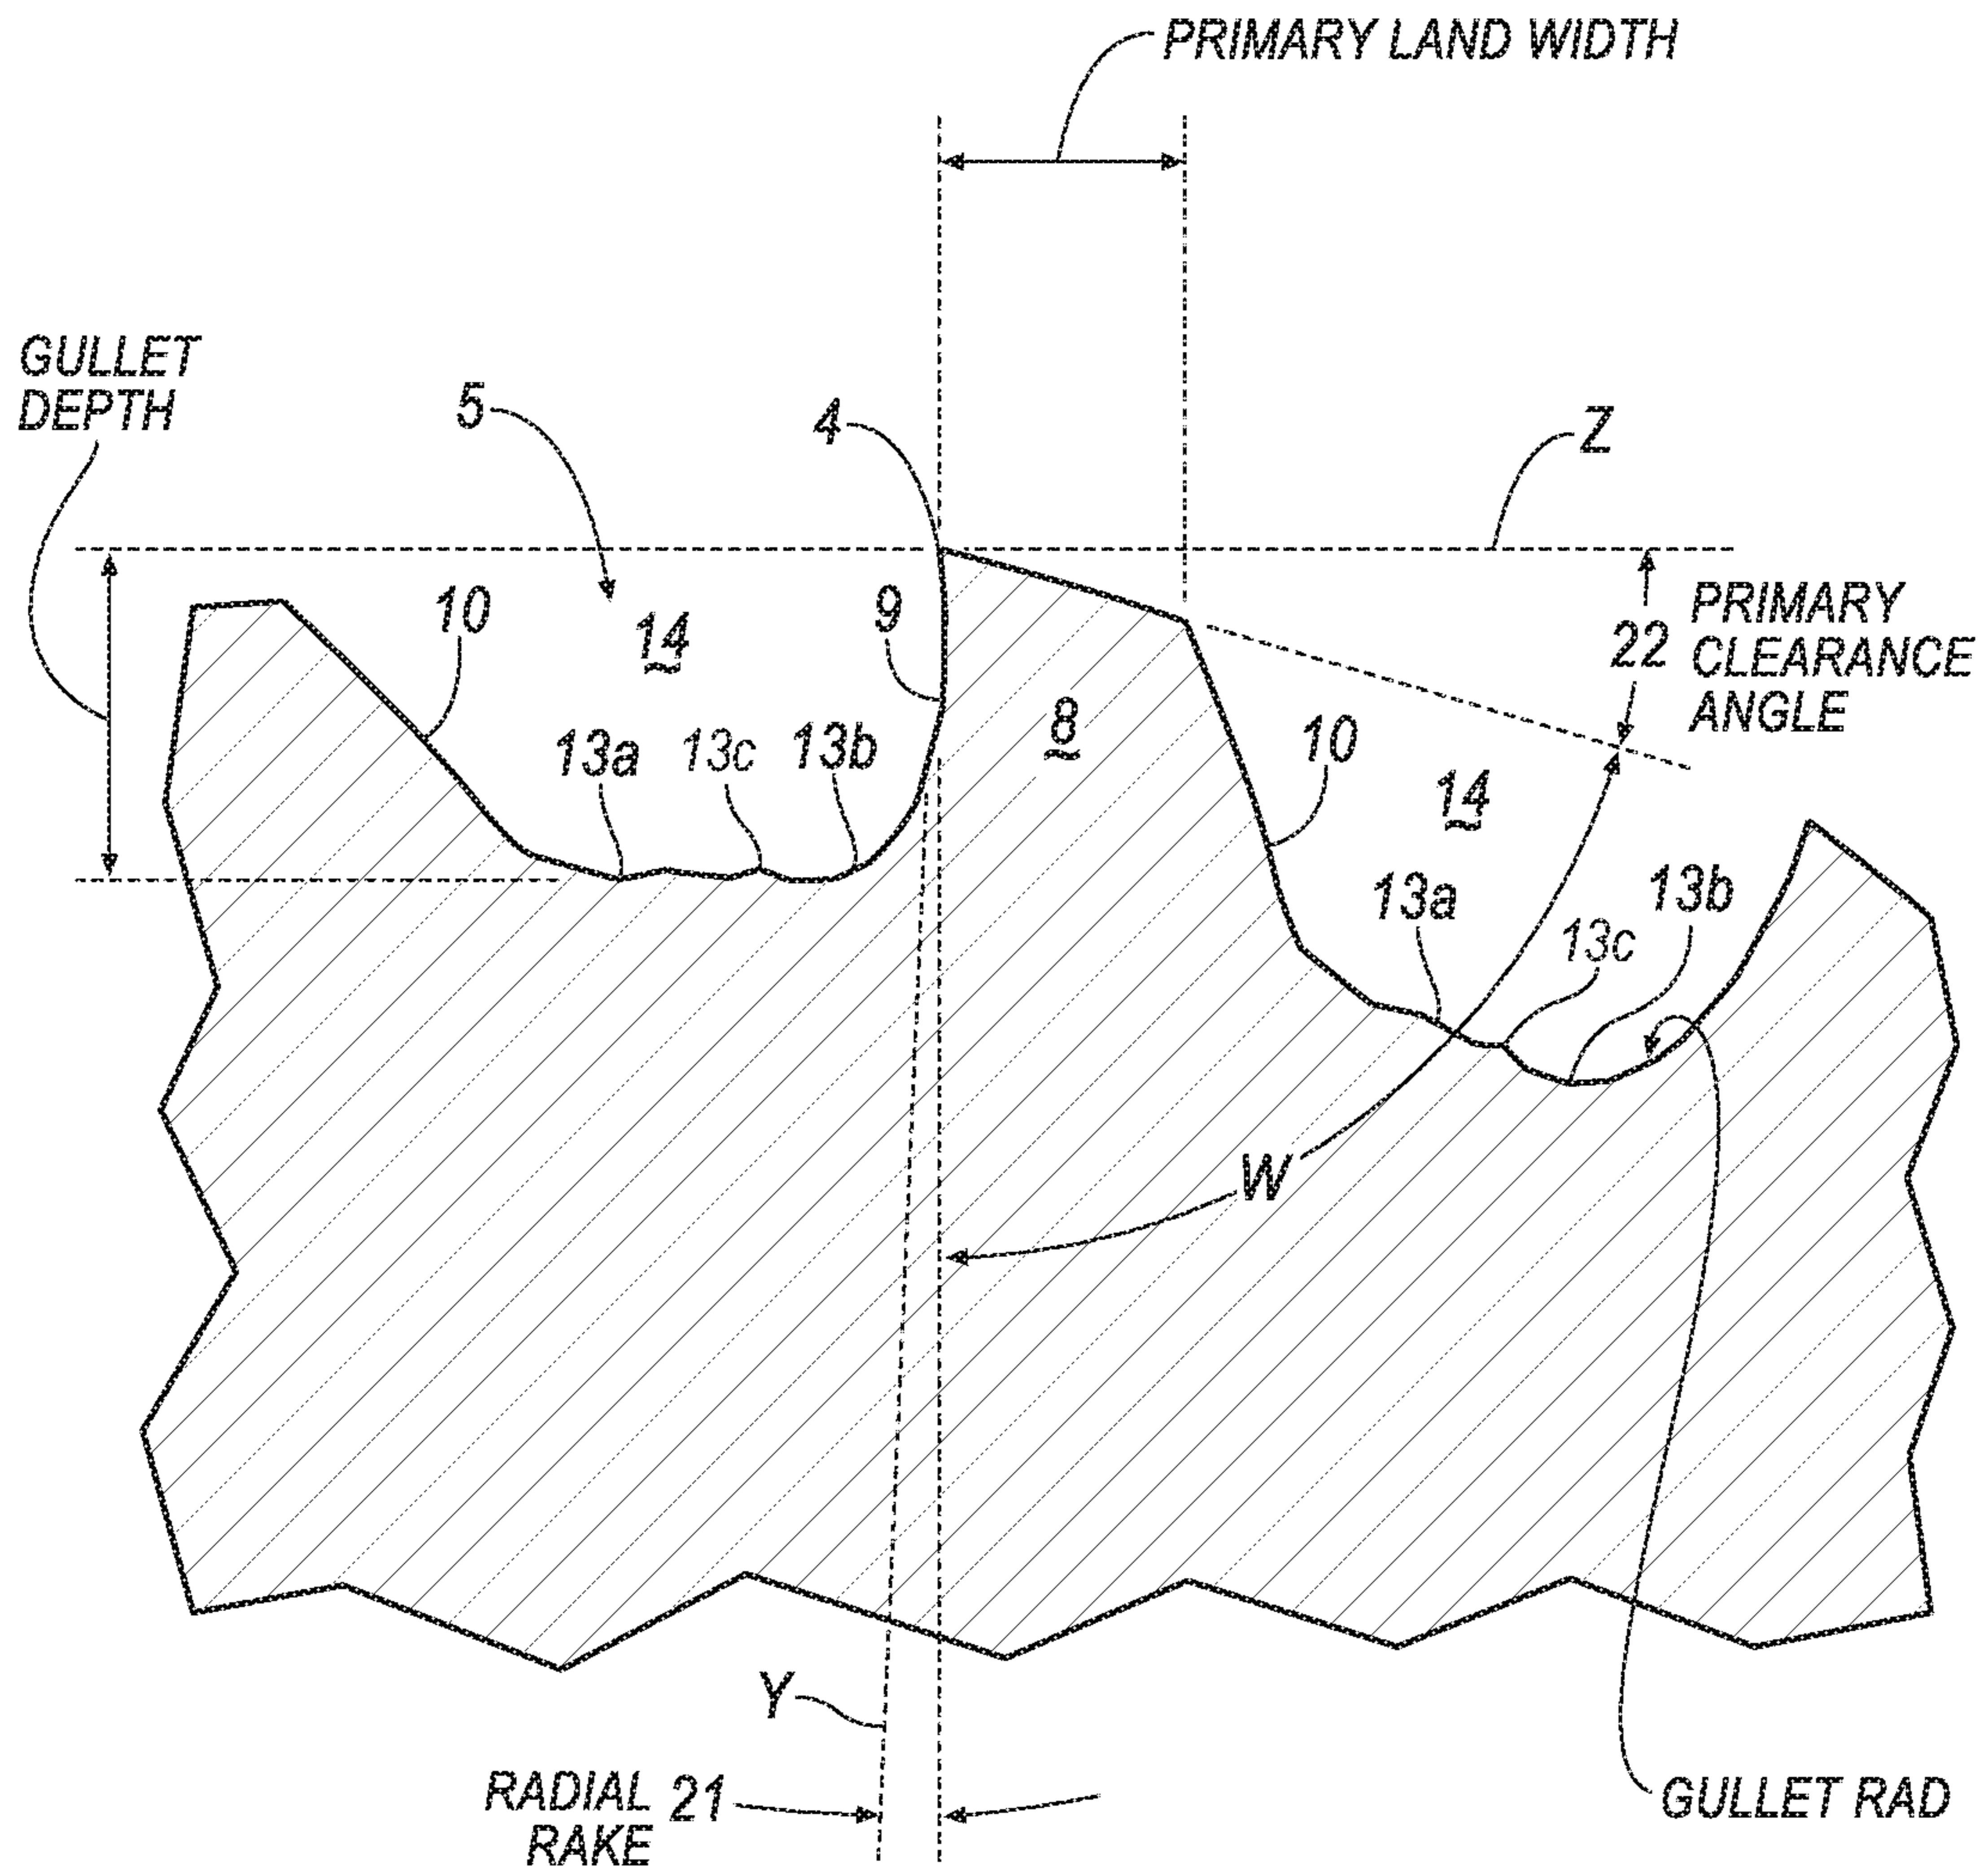 PRIMARY LAND WIDTH
GULLET
DEPTH
5
4
Z
10
14
9
22
PRIMARY
CLEARANCE
ANGLE
13a
13c
13b
8
10
14
13a
13c
13b
W
Y
RADIAL
RAKE
21
GULLET RAD